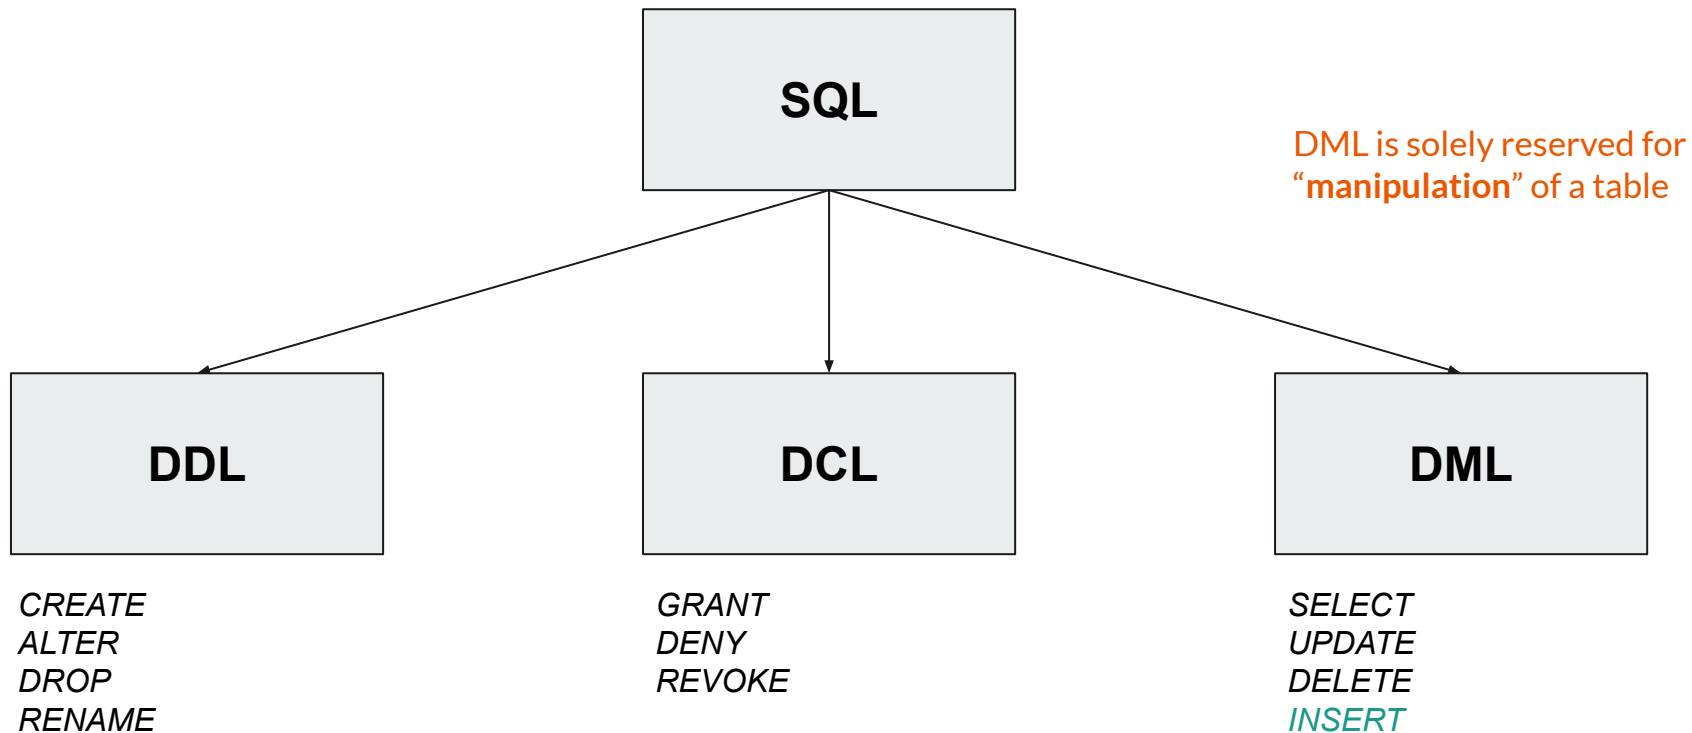 SQL
DML is solely reserved for
“manipulation” of a table
DDL
DCL
DML
CREATE
ALTER
DROP
RENAME
GRANT
DENY
REVOKE
SELECT
UPDATE
DELETE
INSERT